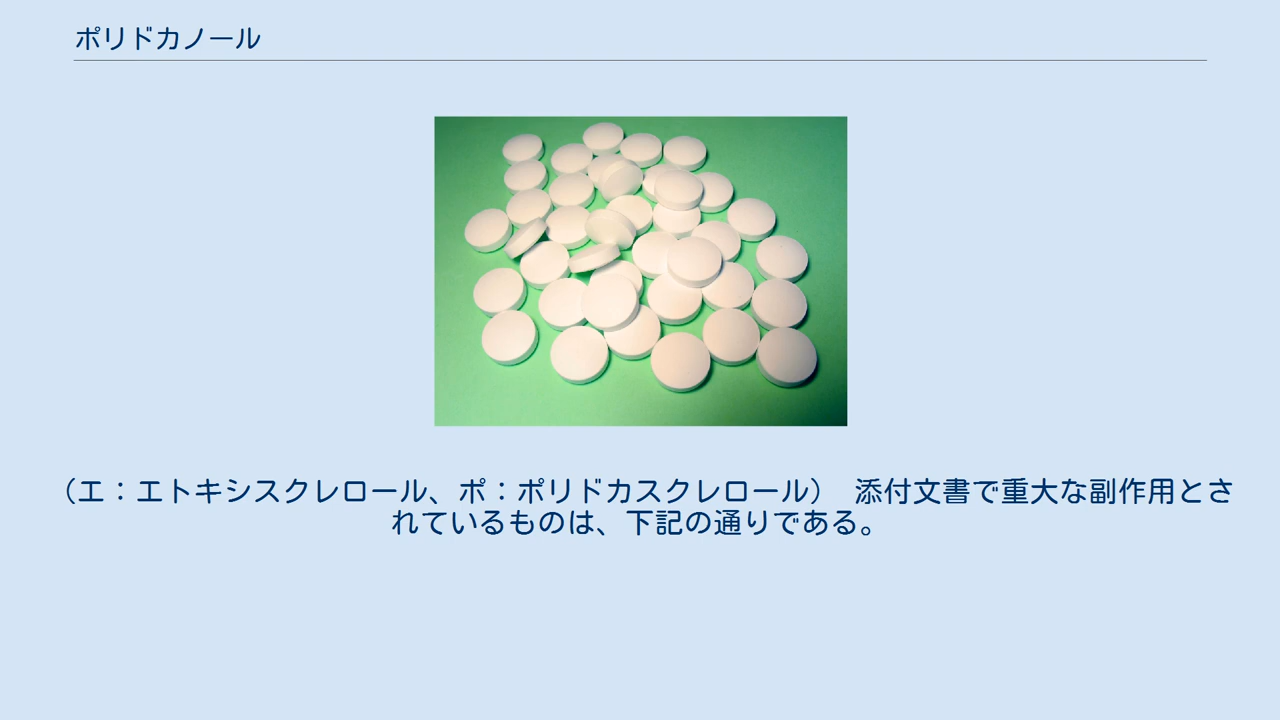 ポリドカノール
（エ：エトキシスクレロール、ポ：ポリドカスクレロール） 添付文書で重大な副作用とさ
れているものは、下記の通りである。